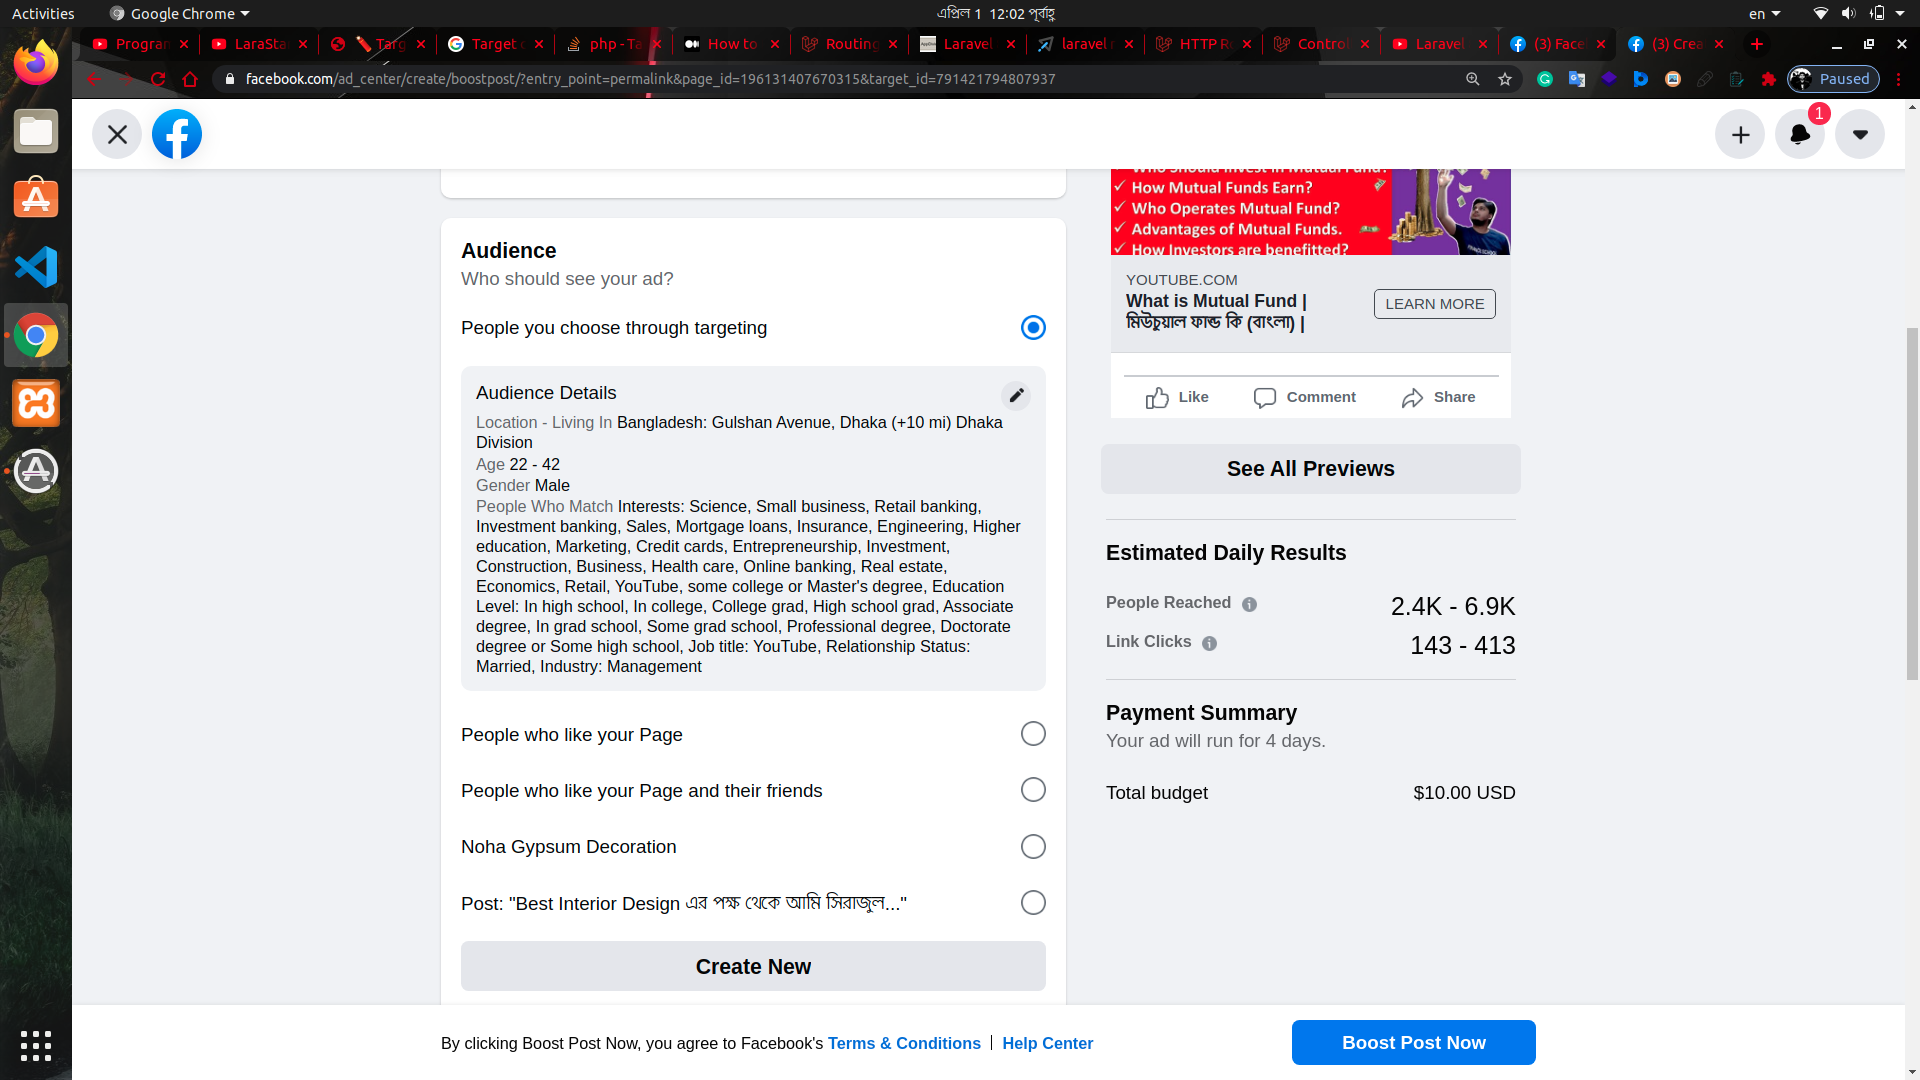 Activities
Google Chrome
এপ্রিল 1 12:02 পূর্বাহ্ণ
en
Program
LaraSta
Targ
Target
php - Ta
How to
Routing
Laravel
laravel
HTTP Re
Control
Laravel
(3) Face
(3) Crea
facebook.com/ad_center/create/boostpost/?entry_point=permalink&page_id=196131407670315&target_id=791421794807937
Paused
1
Audience
Who should see your ad?
People you choose through targeting
Audience Details
Location - Living In Bangladesh: Gulshan Avenue, Dhaka (+10 mi) Dhaka
Division
Age 22 - 42
Gender Male
People Who Match Interests: Science, Small business, Retail banking,
Investment banking, Sales, Mortgage loans, Insurance, Engineering, Higher
education, Marketing, Credit cards, Entrepreneurship, Investment,
Construction, Business, Health care, Online banking, Real estate,
Economics, Retail, YouTube, some college or Master's degree, Education
Level: In high school, In college, College grad, High school grad, Associate
degree, In grad school, Some grad school, Professional degree, Doctorate
degree or Some high school, Job title: YouTube, Relationship Status:
Married, Industry: Management
People who like your Page
People who like your Page and their friends
Noha Gypsum Decoration
Post: "Best Interior Design এর পক্ষ থেকে আমি সিরাজুল..."
Create New
Who Should Invest in Mutual Fund?
How Mutual Funds Earn?
Who Operates Mutual Fund?
Advantages of Mutual Funds.
How Investors are benefitted?
YOUTUBE.COM
What is Mutual Fund |
মিউচুয়াল ফান্ড কি (বাংলা) |
LEARN MORE
Like
Comment
Share
See All Previews
Estimated Daily Results
People Reached
2.4K - 6.9K
Link Clicks
143 - 413
Payment Summary
Your ad will run for 4 days.
Total budget
$10.00 USD
By clicking Boost Post Now, you agree to Facebook's Terms & Conditions | Help Center
Boost Post Now